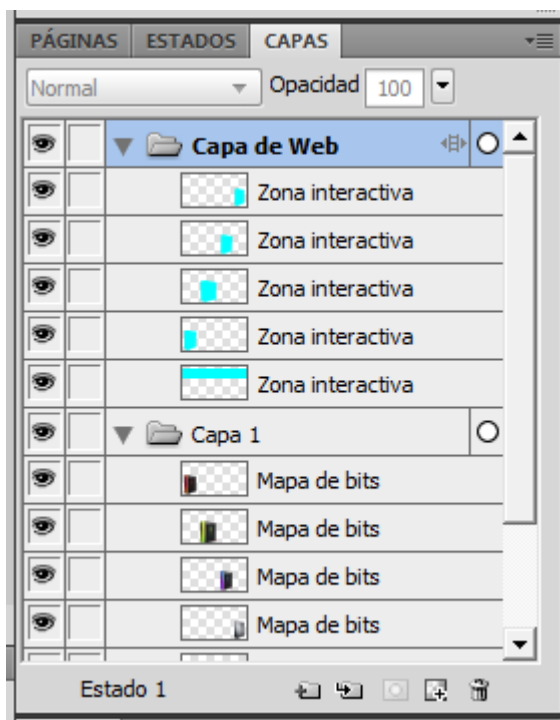 PÁGINAS ESTADOS CAPAS
Normal Opacidad 100
Capa de Web
Zona interactiva
Zona interactiva
Zona interactiva
Zona interactiva
Zona interactiva
Capa 1
Mapa de bits
Mapa de bits
Mapa de bits
Mapa de bits
Estado 1